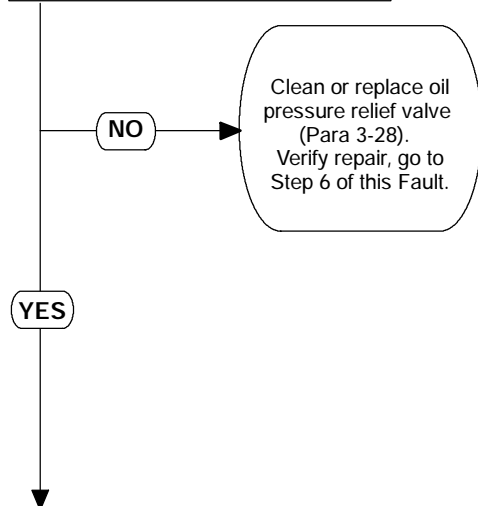 NO
Clean or replace oil
pressure relief valve
(Para 3-28).
Verify repair, go to
Step 6 of this Fault.
YES